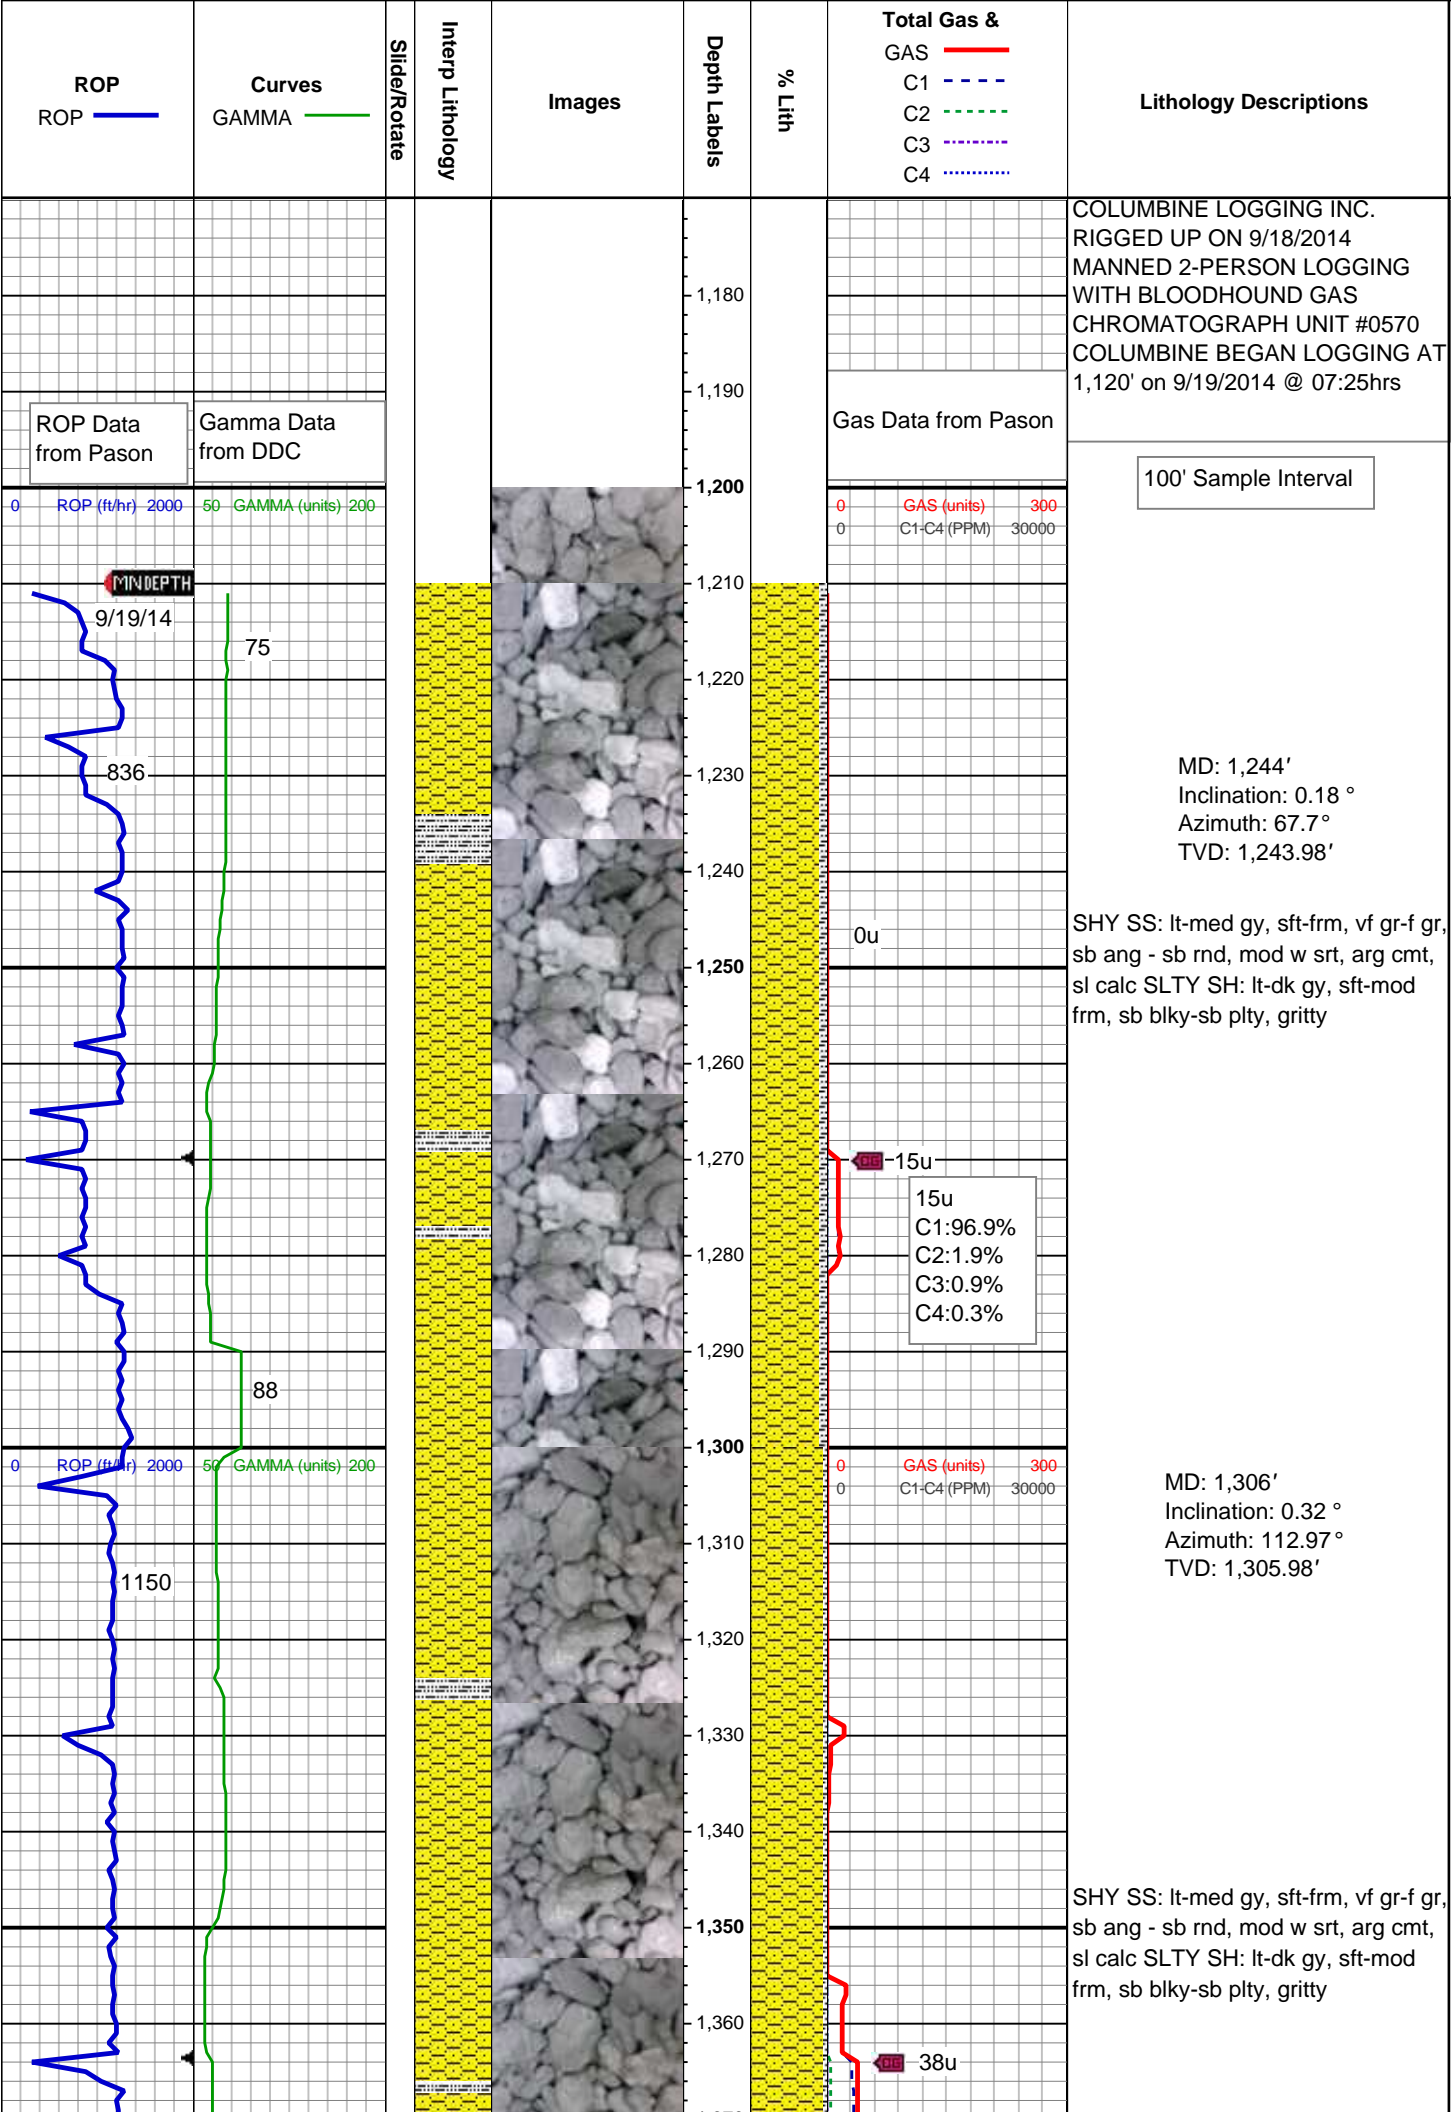 ROP
ROP
Curves
GAMMA
Slide/Rotate
Interp Lithology
Images
Depth Labels
% Lith
Total Gas &
GAS
C1
C2
C3
C4
Lithology Descriptions
COLUMBINE LOGGING INC.
RIGGED UP ON 9/18/2014
MANNED 2-PERSON LOGGING
WITH BLOODHOUND GAS
CHROMATOGRAPH UNIT #0570
COLUMBINE BEGAN LOGGING AT
1,120' on 9/19/2014 @ 07:25hrs
1,180
1,190
ROP Data
from Pason
Gamma Data
from DDC
Gas Data from Pason
100' Sample Interval
1,200
0 ROP (ft/hr) 2000
50 GAMMA (units) 200
0 GAS (units) 300
0 C1-C4 (PPM) 30000
MNDEPTH
9/19/14
1,210
75
1,220
836
1,230
MD: 1,244'
Inclination: 0.18 °
Azimuth: 67.7°
TVD: 1,243.98'
1,240
0u
SHY SS: lt-med gy, sft-frm, vf gr-f gr,
sb ang - sb rnd, mod w srt, arg cmt,
sl calc SLTY SH: lt-dk gy, sft-mod
frm, sb blky-sb plty, gritty
1,250
1,260
1,270
15u
15u
C1:96.9%
C2:1.9%
C3:0.9%
C4:0.3%
1,280
1,290
88
1,300
0 ROP (ft/hr) 2000
50 GAMMA (units) 200
0 GAS (units) 300
0 C1-C4 (PPM) 30000
MD: 1,306'
Inclination: 0.32 °
Azimuth: 112.97°
TVD: 1,305.98'
1,310
1150
1,320
1,330
1,340
1,350
SHY SS: lt-med gy, sft-frm, vf gr-f gr,
sb ang - sb rnd, mod w srt, arg cmt,
sl calc SLTY SH: lt-dk gy, sft-mod
frm, sb blky-sb plty, gritty
1,360
38u